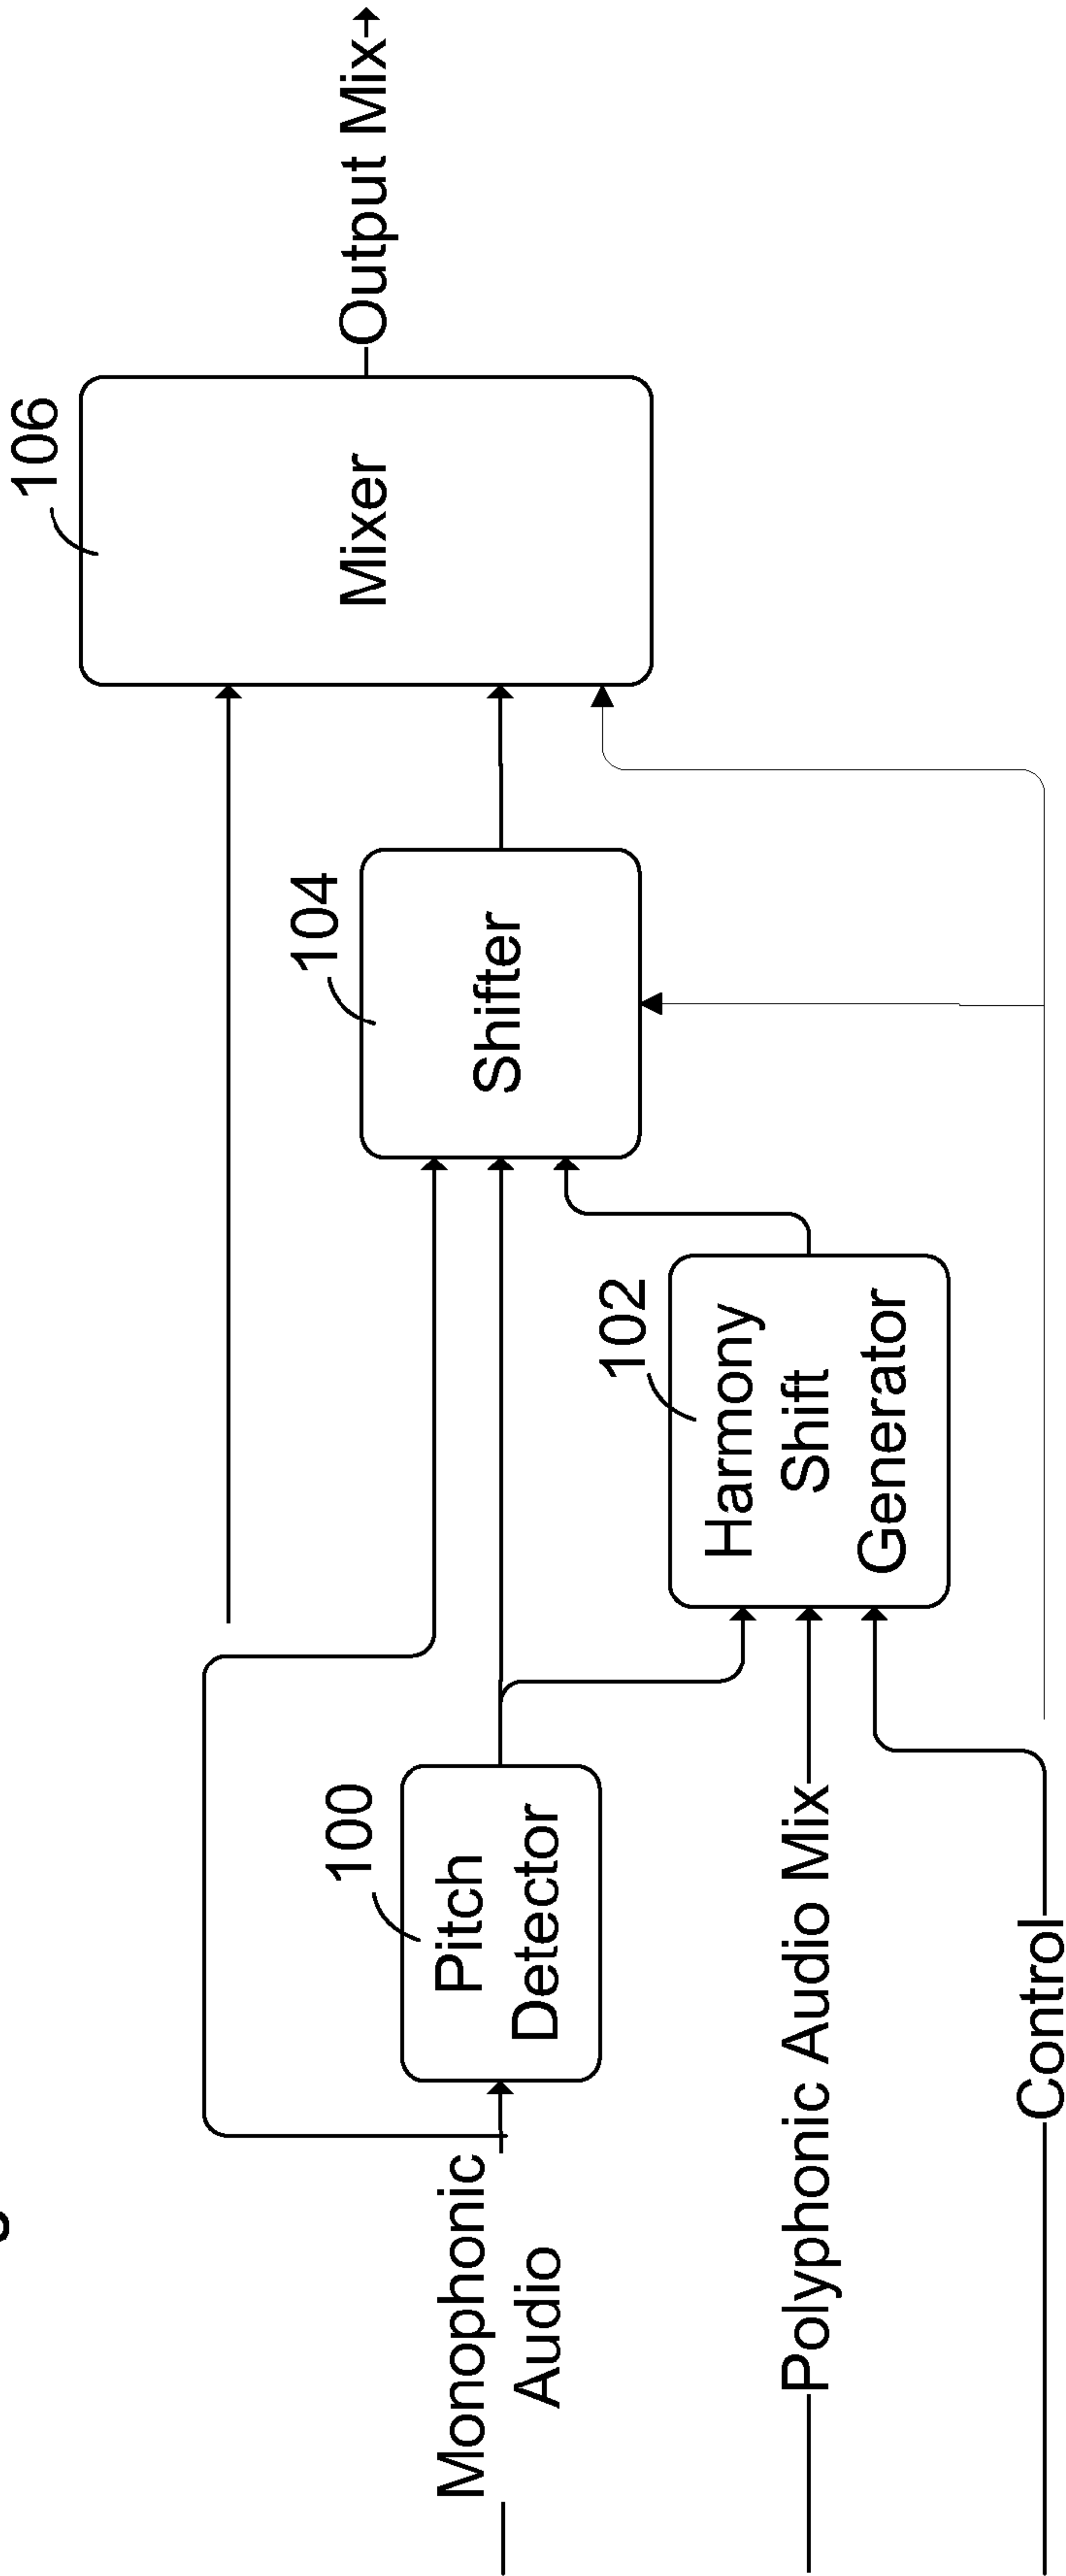 Monophonic
Audio
100
Pitch
Detector
Polyphonic Audio Mix
Control
102
Harmony
Shift
Generator
104
Shifter
106
Mixer
Output Mix